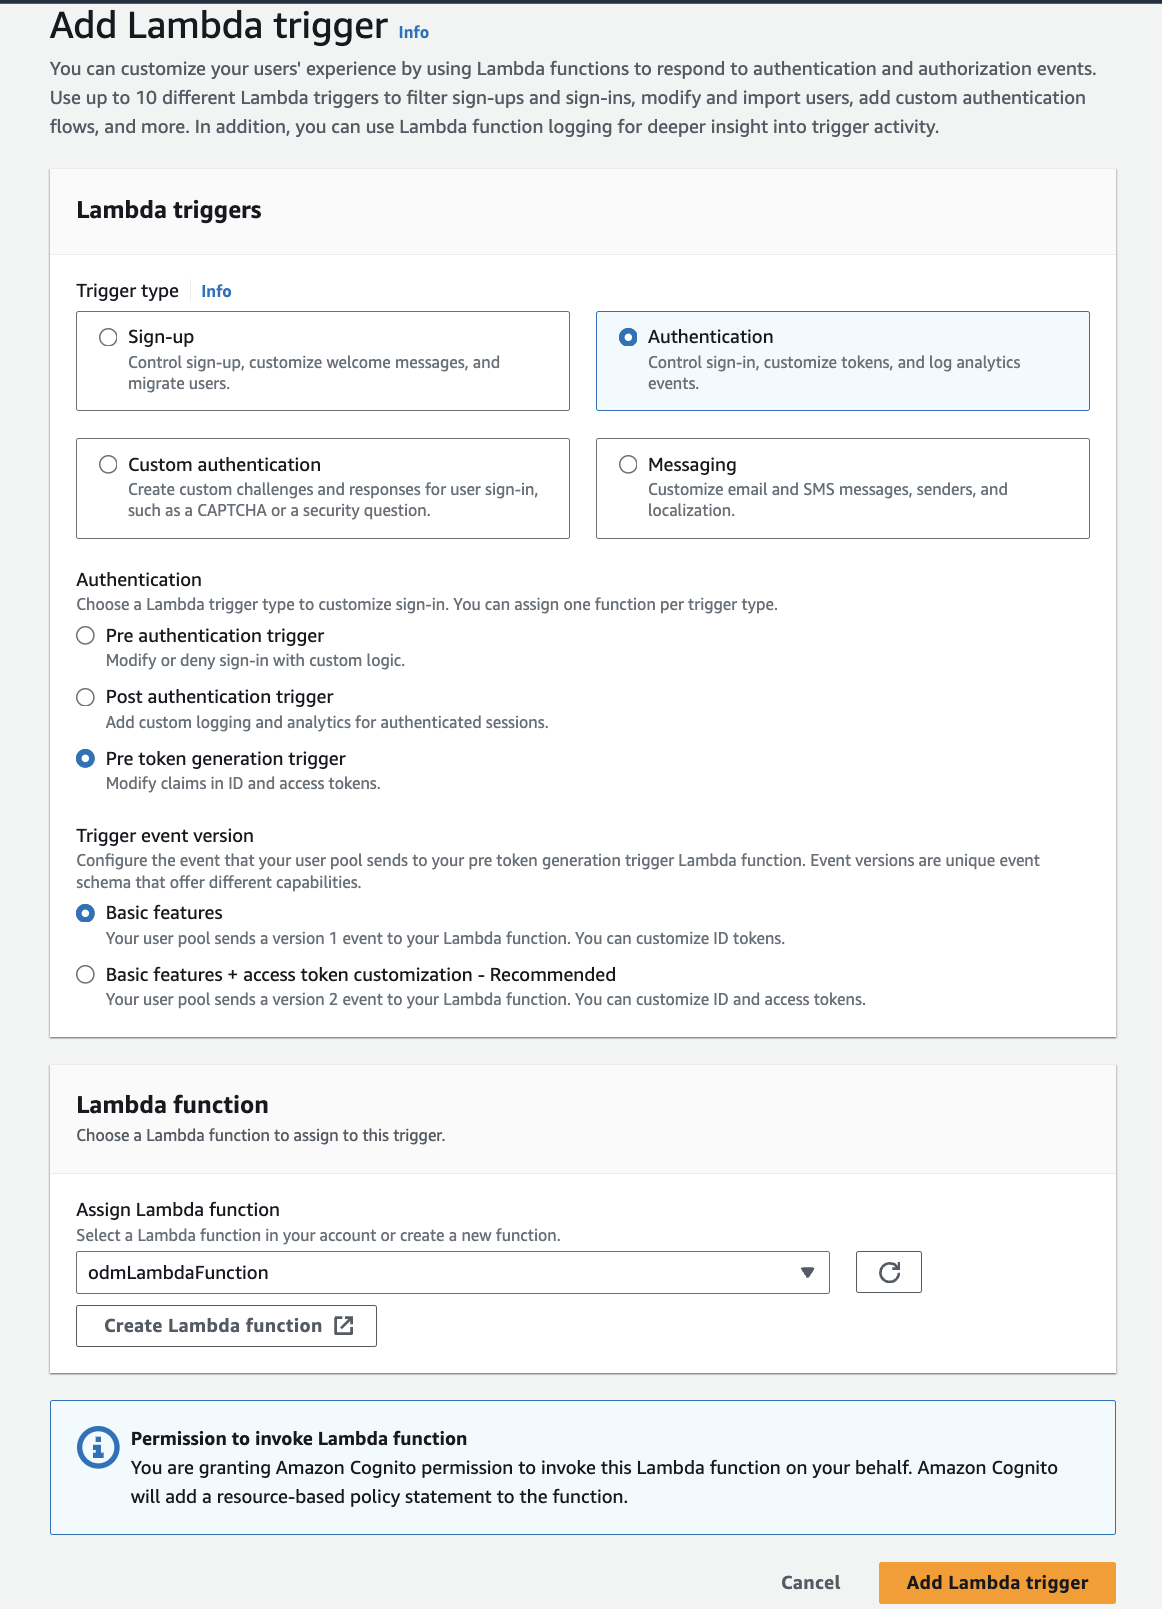 Add Lambda trigger Info
You can customize your users' experience by using Lambda functions to respond to authentication and authorization events.
Use up to 10 different Lambda triggers to filter sign-ups and sign-ins, modify and import users, add custom authentication
flows, and more. In addition, you can use Lambda function logging for deeper insight into trigger activity.
Lambda triggers
Trigger type Info
Sign-up
Control sign-up, customize welcome messages, and
migrate users.
Authentication
Control sign-in, customize tokens, and log analytics
events.
Custom authentication
Create custom challenges and responses for user sign-in,
such as a CAPTCHA or a security question.
Messaging
Customize email and SMS messages, senders, and
localization.
Authentication
Choose a Lambda trigger type to customize sign-in. You can assign one function per trigger type.
Pre authentication trigger
Modify or deny sign-in with custom logic.
Post authentication trigger
Add custom logging and analytics for authenticated sessions.
Pre token generation trigger
Modify claims in ID and access tokens.
Trigger event version
Configure the event that your user pool sends to your pre token generation trigger Lambda function. Event versions are unique event
schema that offer different capabilities.
Basic features
Your user pool sends a version 1 event to your Lambda function. You can customize ID tokens.
Basic features + access token customization - Recommended
Your user pool sends a version 2 event to your Lambda function. You can customize ID and access tokens.
Lambda function
Choose a Lambda function to assign to this trigger.
Assign Lambda function
Select a Lambda function in your account or create a new function.
odmLambdaFunction
Create Lambda function
Permission to invoke Lambda function
You are granting Amazon Cognito permission to invoke this Lambda function on your behalf. Amazon Cognito
will add a resource-based policy statement to the function.
Cancel
Add Lambda trigger